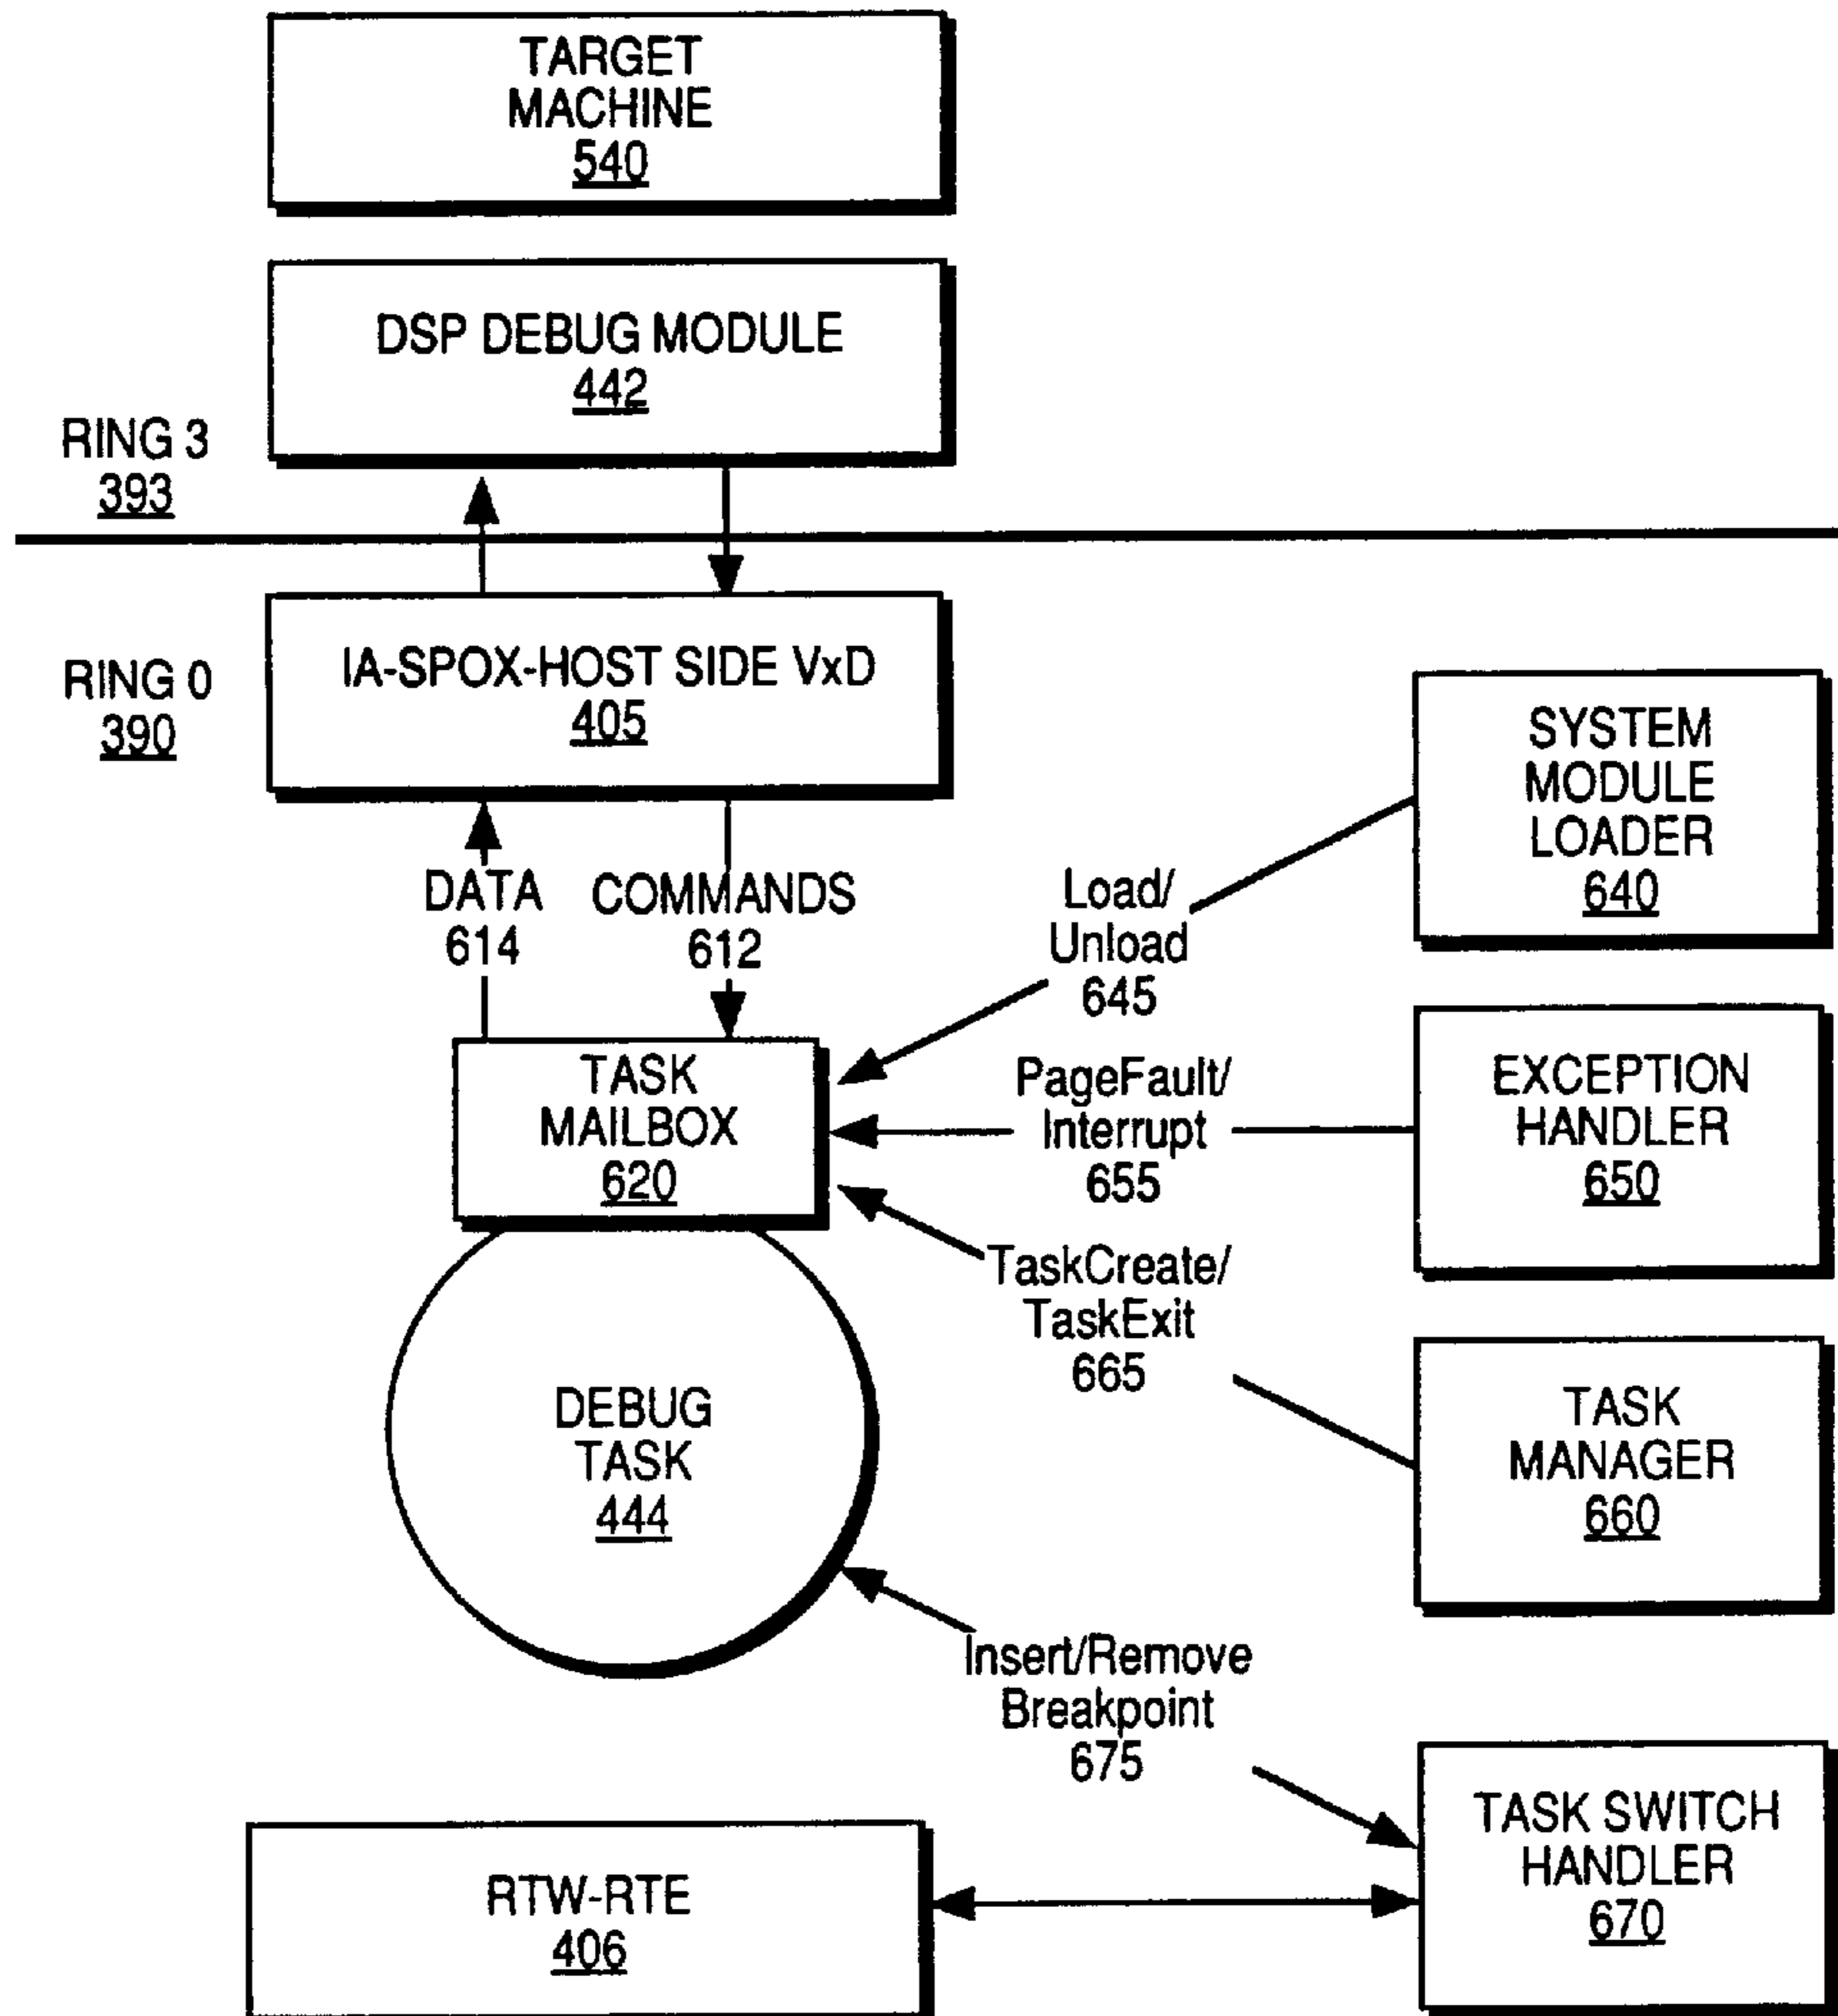 TARGET
MACHINE
540
DSP DEBUG MODULE
442
RING 3
393
RING 0
390
IA-SPOX-HOST SIDE VxD
405
DATA
614
COMMANDS
612
SYSTEM
MODULE
LOADER
640
Load/
Unload
645
TASK
MAILBOX
620
PageFault/
Interrupt
655
EXCEPTION
HANDLER
650
TaskCreate/
TaskExit
665
DEBUG
TASK
444
TASK
MANAGER
660
Insert/Remove
Breakpoint
675
RTW-RTE
406
TASK SWITCH
HANDLER
670